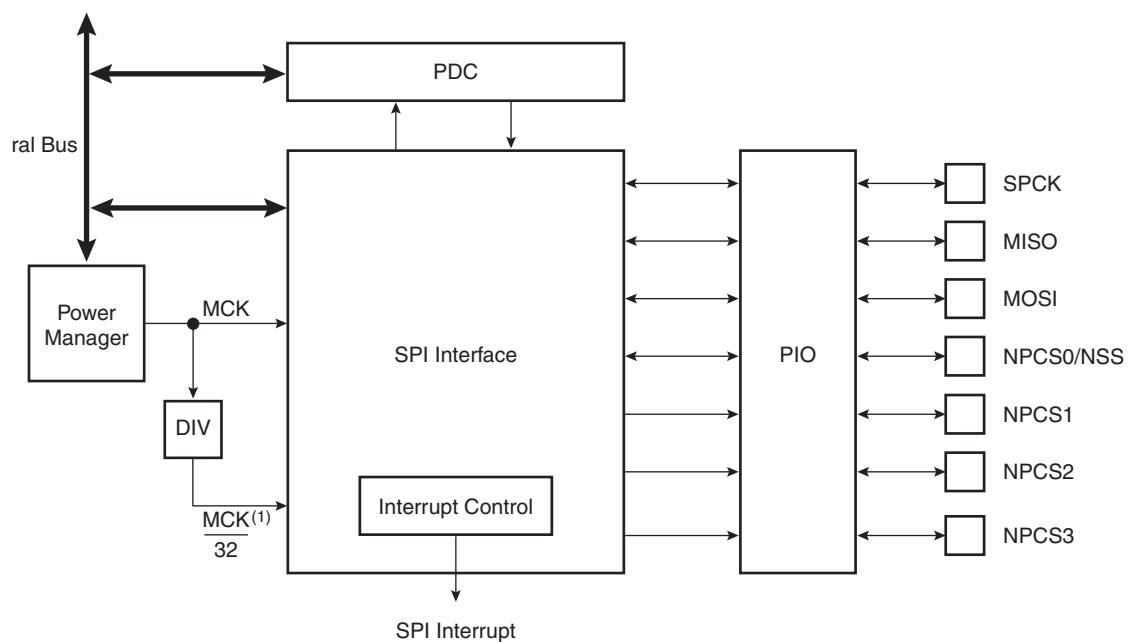 PDC
ral Bus
SPCK
MISO
Power
Manager
MCK
MOSI
SPI Interface
PIO
NPCS0/NSS
DIV
NPCS1
NPCS2
Interrupt Control
MCK(1)
32
NPCS3
SPI Interrupt